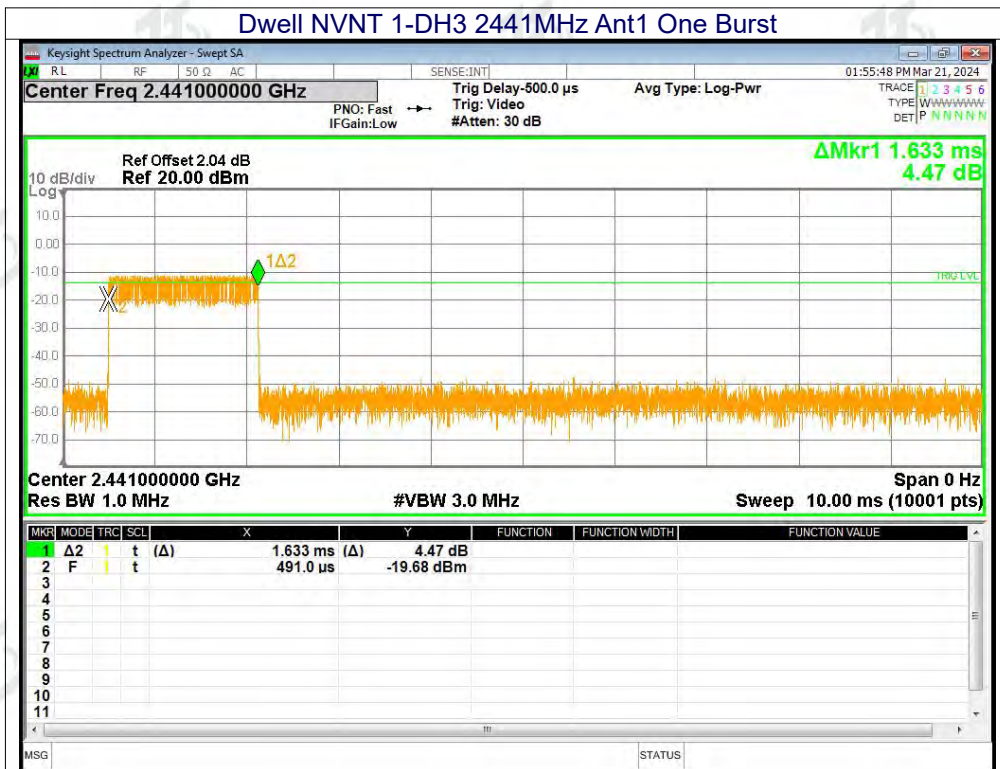 Dwell NVNT 1-DH3 2441MHz Ant1 One Burst
Keysight Spectrum Analyzer - Swept SA
LXI RL RF 50 Ω AC SENSE:INT 01:55:48 PM Mar 21, 2024
Center Freq 2.441000000 GHz
PNO: Fast
IFGain:Low
Trig Delay-500.0 µs
Trig: Video
#Atten: 30 dB
Avg Type: Log-Pwr
TRACE 1 2 3 4 5 6
TYPE WWWWWW
DET P N N N N N
ΔMkr1 1.633 ms
4.47 dB
Ref Offset 2.04 dB
10 dB/div Ref 20.00 dBm
Log
10.0
0.00
-10.0
-20.0
-30.0
-40.0
-50.0
-60.0
-70.0
1Δ2
2
TRIG LVL
Center 2.441000000 GHz Span 0 Hz
Res BW 1.0 MHz #VBW 3.0 MHz Sweep 10.00 ms (10001 pts)
MKR MODE TRC SCL X Y FUNCTION FUNCTION WIDTH FUNCTION VALUE
1 Δ2 1 t (Δ) 1.633 ms (Δ) 4.47 dB
2 F 1 t 491.0 µs -19.68 dBm
3
4
5
6
7
8
9
10
11
MSG STATUS